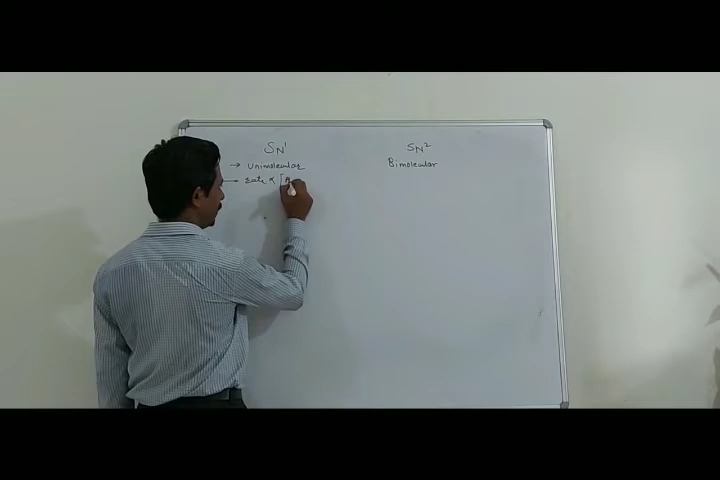 SN¹ SN²
→ Unimolecular Bimolecular
→ rate ∝ [